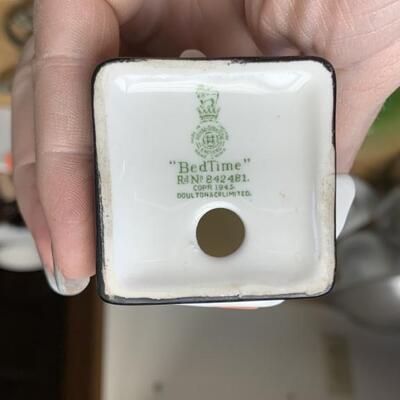 "BedTime"
Rd No 842481.
COPR. 1945.
DOULTON & Co LIMITED.